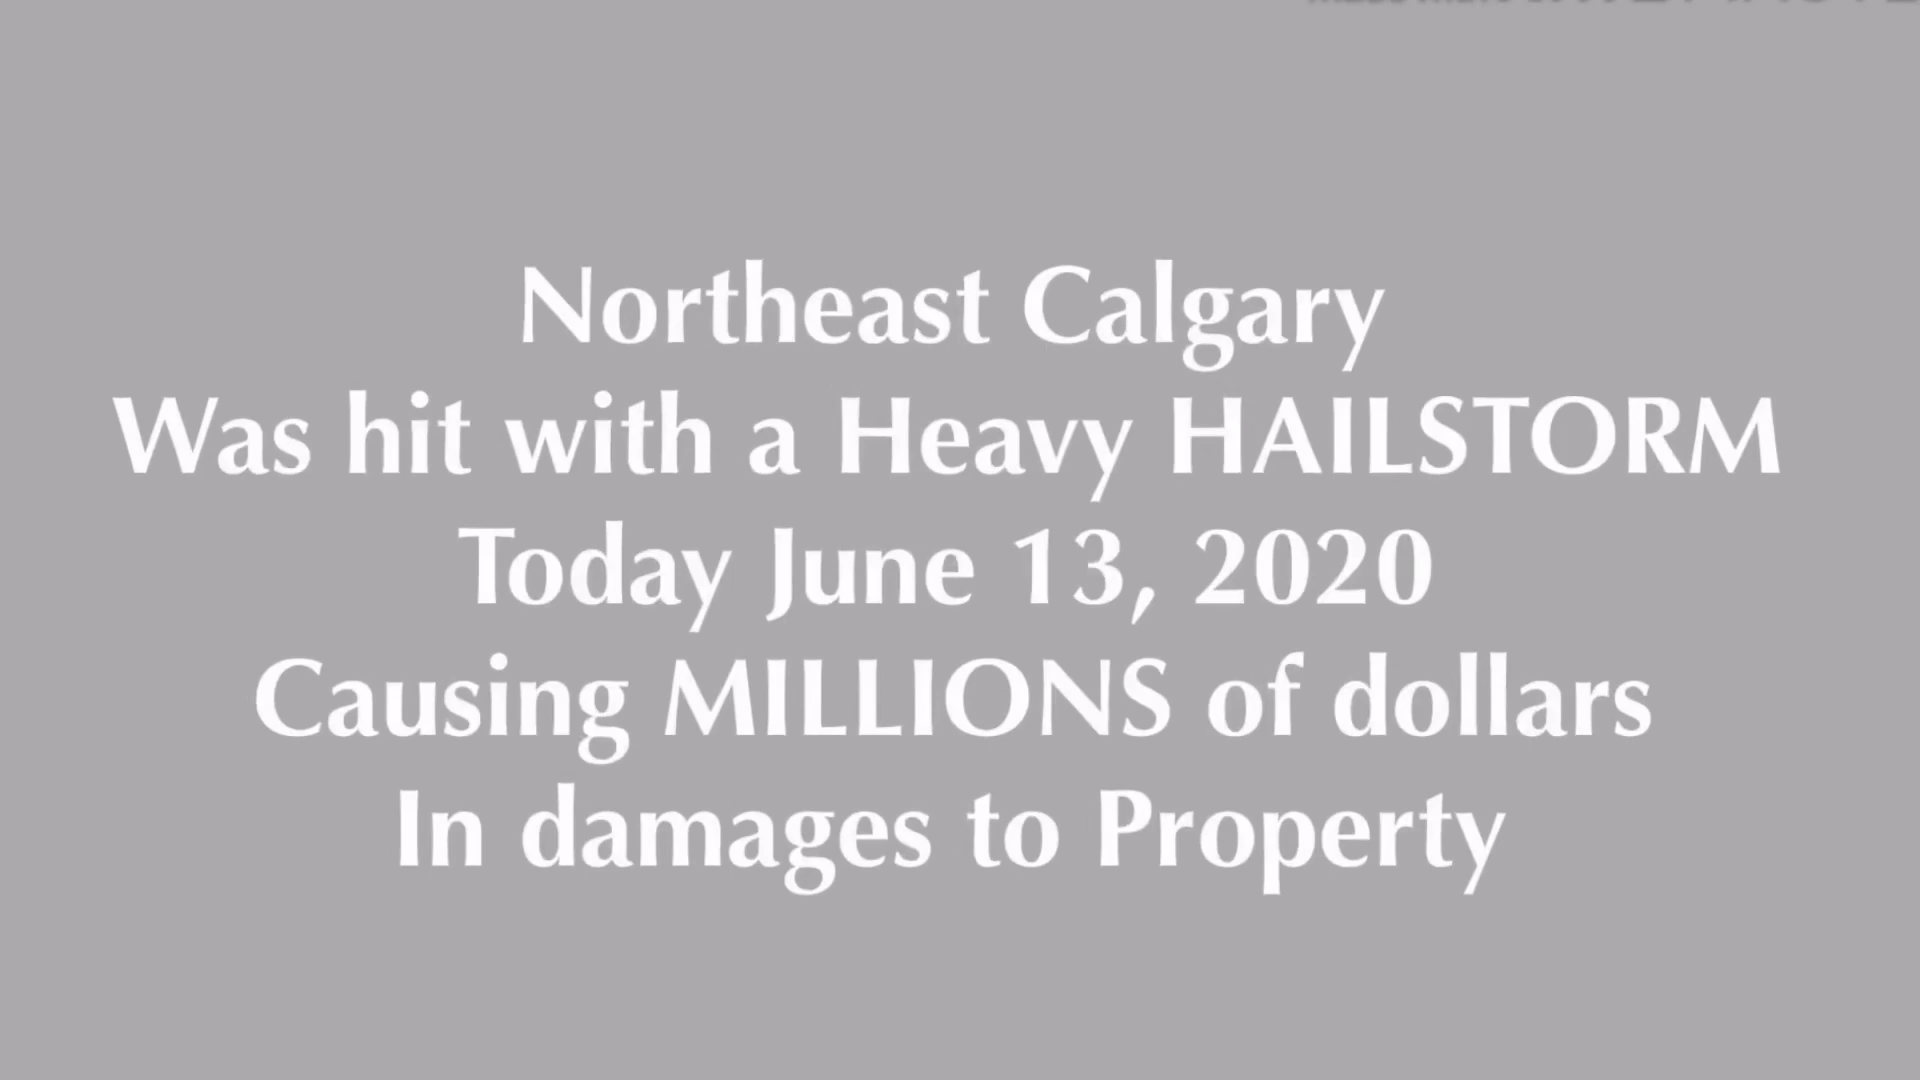 Northeast Calgary
Was hit with a Heavy HAILSTORM
Today June 13, 2020
Causing MILLIONS of dollars
In damages to Property